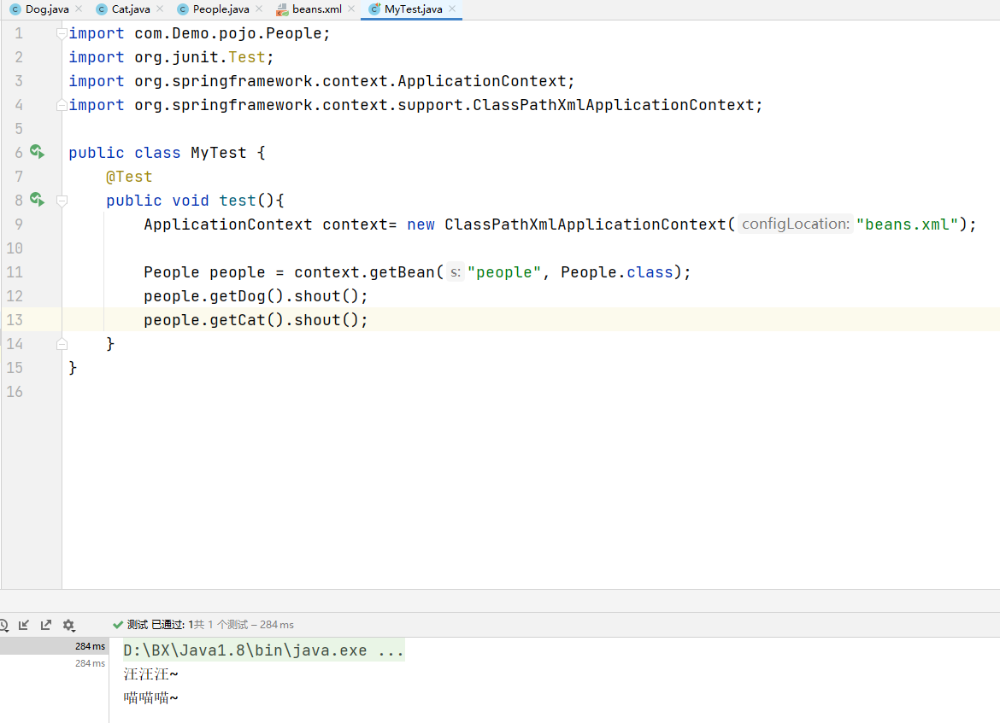 Dog.java Cat.java People.java beans.xml MyTest.java
1 import com.Demo.pojo.People;
2 import org.junit.Test;
3 import org.springframework.context.ApplicationContext;
4 import org.springframework.context.support.ClassPathXmlApplicationContext;
5
6 public class MyTest {
7 @Test
8 public void test(){
9 ApplicationContext context= new ClassPathXmlApplicationContext( configLocation: "beans.xml");
10
11 People people = context.getBean( s: "people", People.class);
12 people.getDog().shout();
13 people.getCat().shout();
14 }
15 }
16
测试 已通过: 1共 1 个测试 – 284 ms
284 ms
284 ms
D:\BX\Java1.8\bin\java.exe ...
汪汪汪~
喵喵喵~